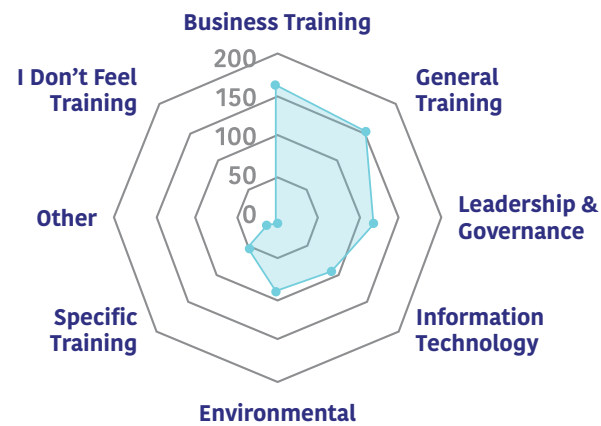 Business Training
200
150
100
50
0
General
Training
Leadership &
Governance
Information
Technology
Environmental
Specific
Training
Other
I Don’t Feel
Training